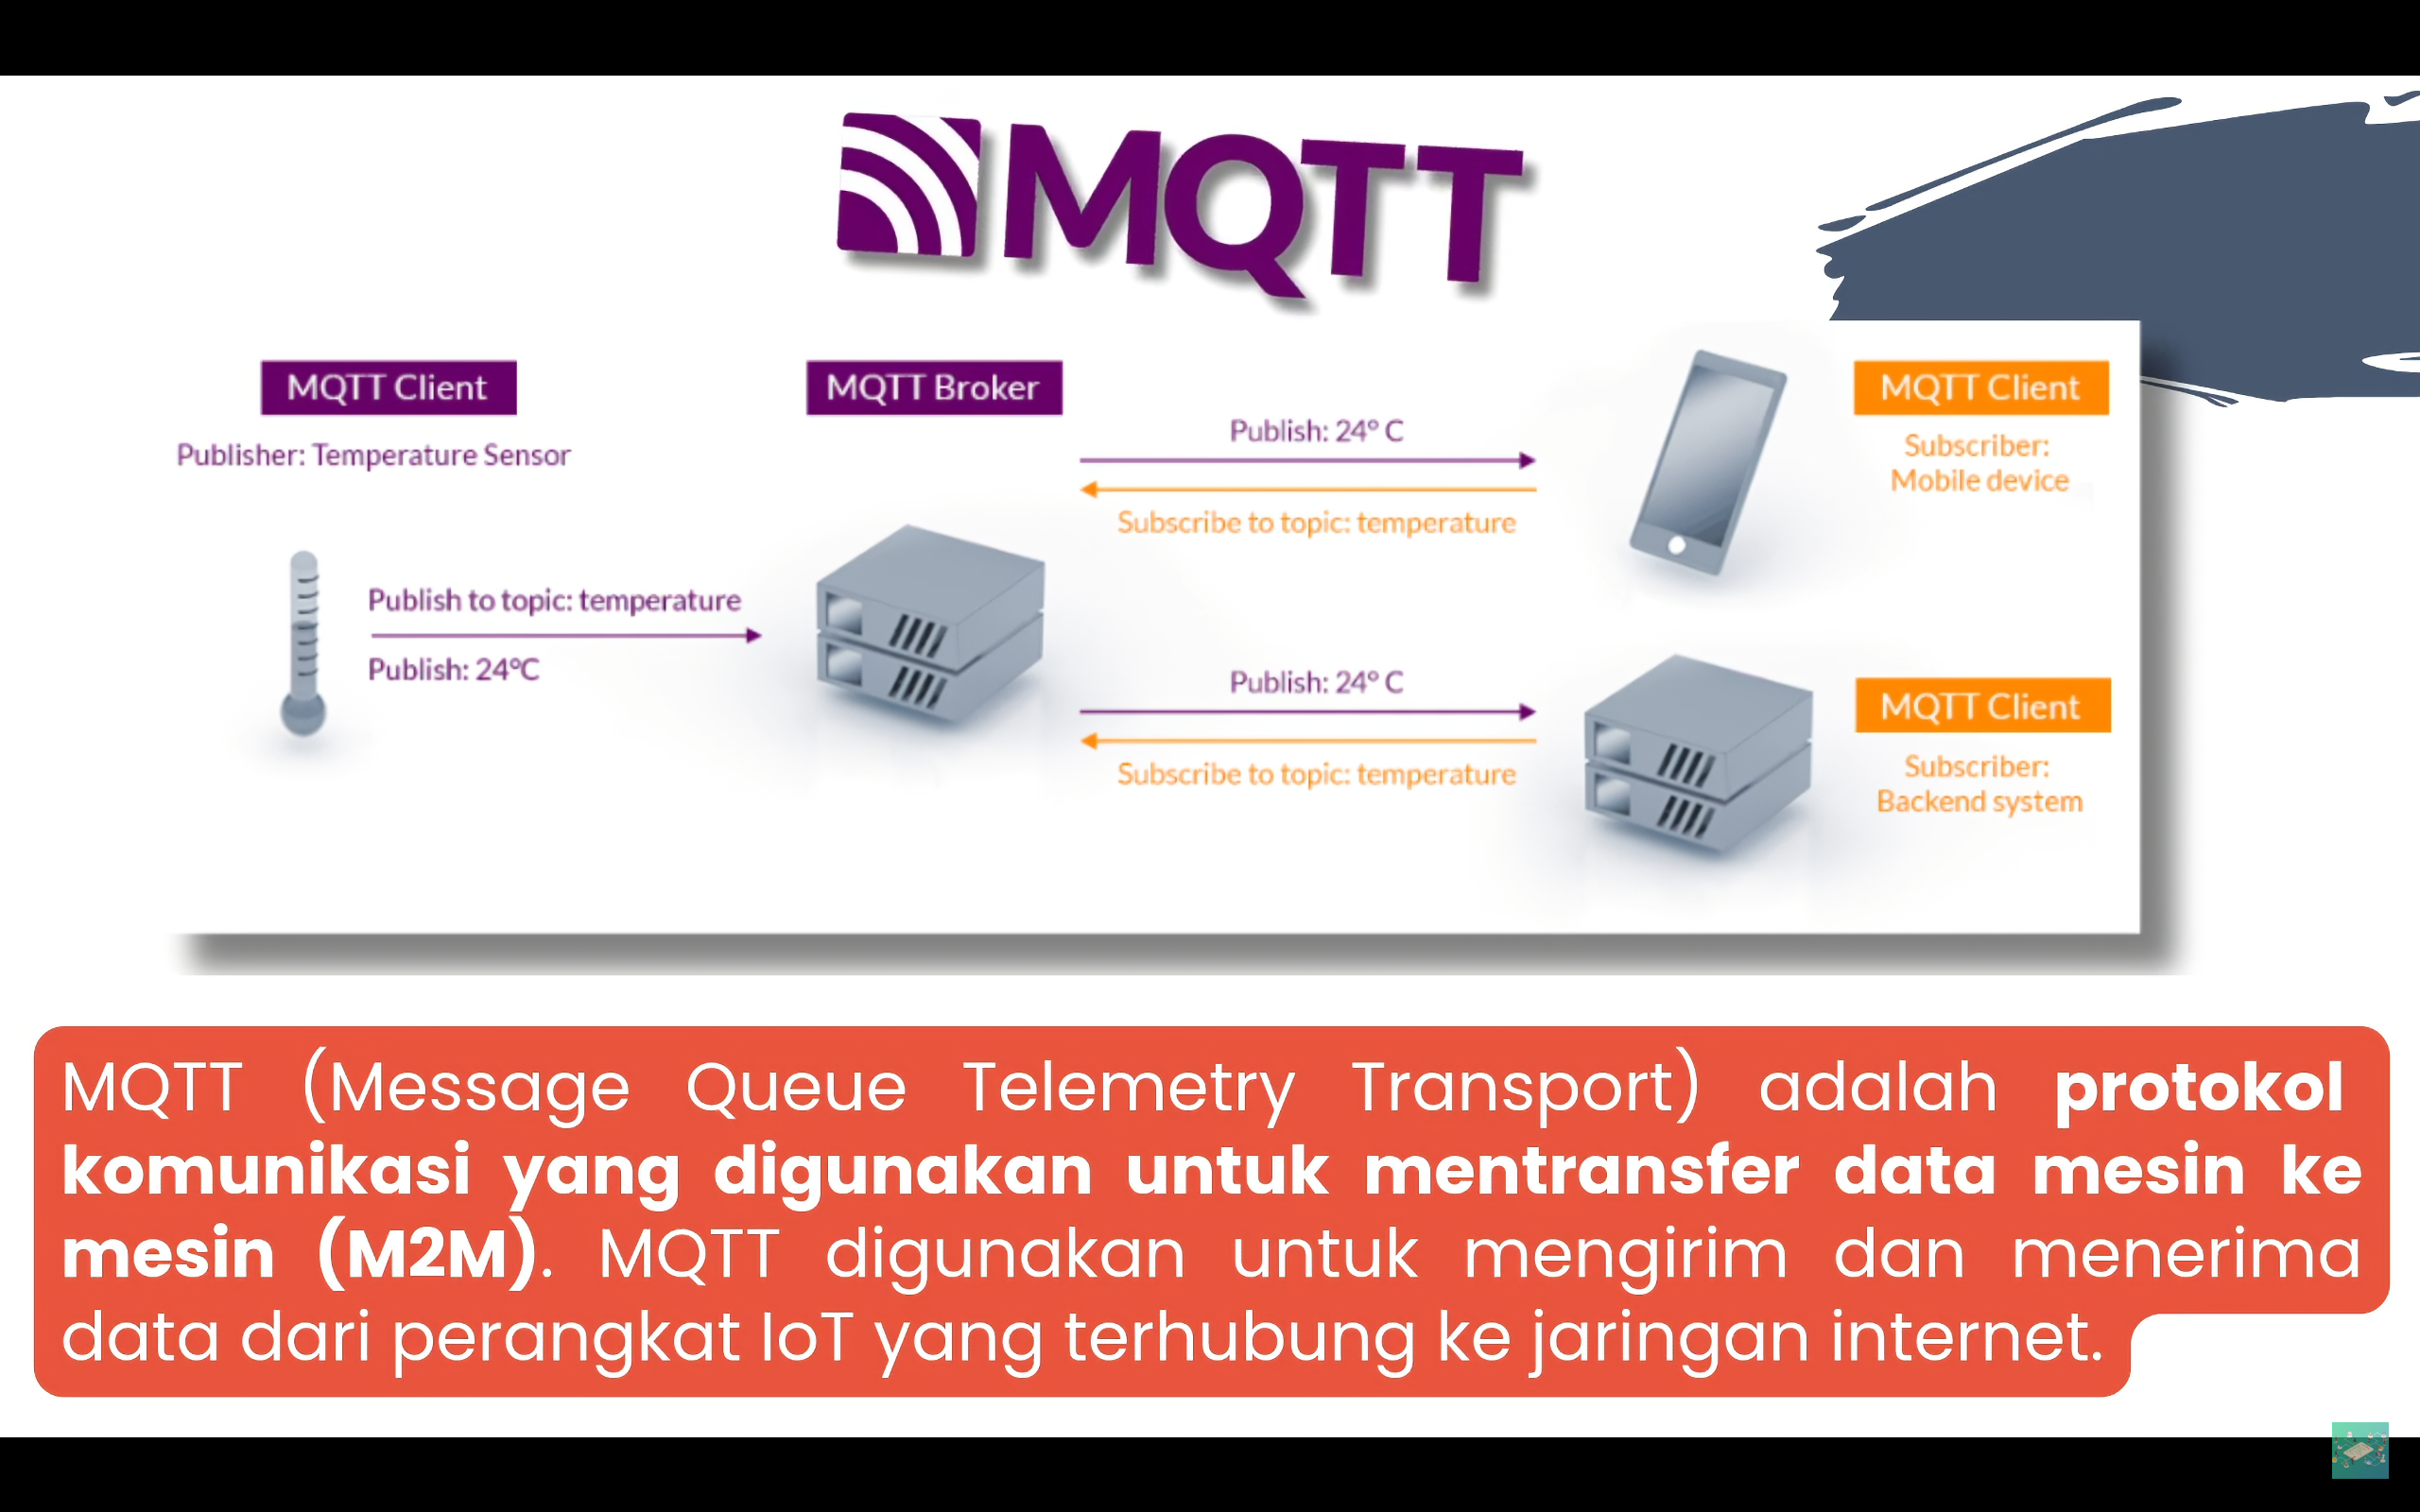 MQTT
MQTT Client
Publisher: Temperature Sensor
Publish to topic: temperature
Publish: 24°C
MQTT Broker
Publish: 24° C
Subscribe to topic: temperature
MQTT Client
Subscriber:
Mobile device
Publish: 24° C
Subscribe to topic: temperature
MQTT Client
Subscriber:
Backend system
MQTT (Message Queue Telemetry Transport) adalah protokol
komunikasi yang digunakan untuk mentransfer data mesin ke
mesin (M2M). MQTT digunakan untuk mengirim dan menerima
data dari perangkat IoT yang terhubung ke jaringan internet.